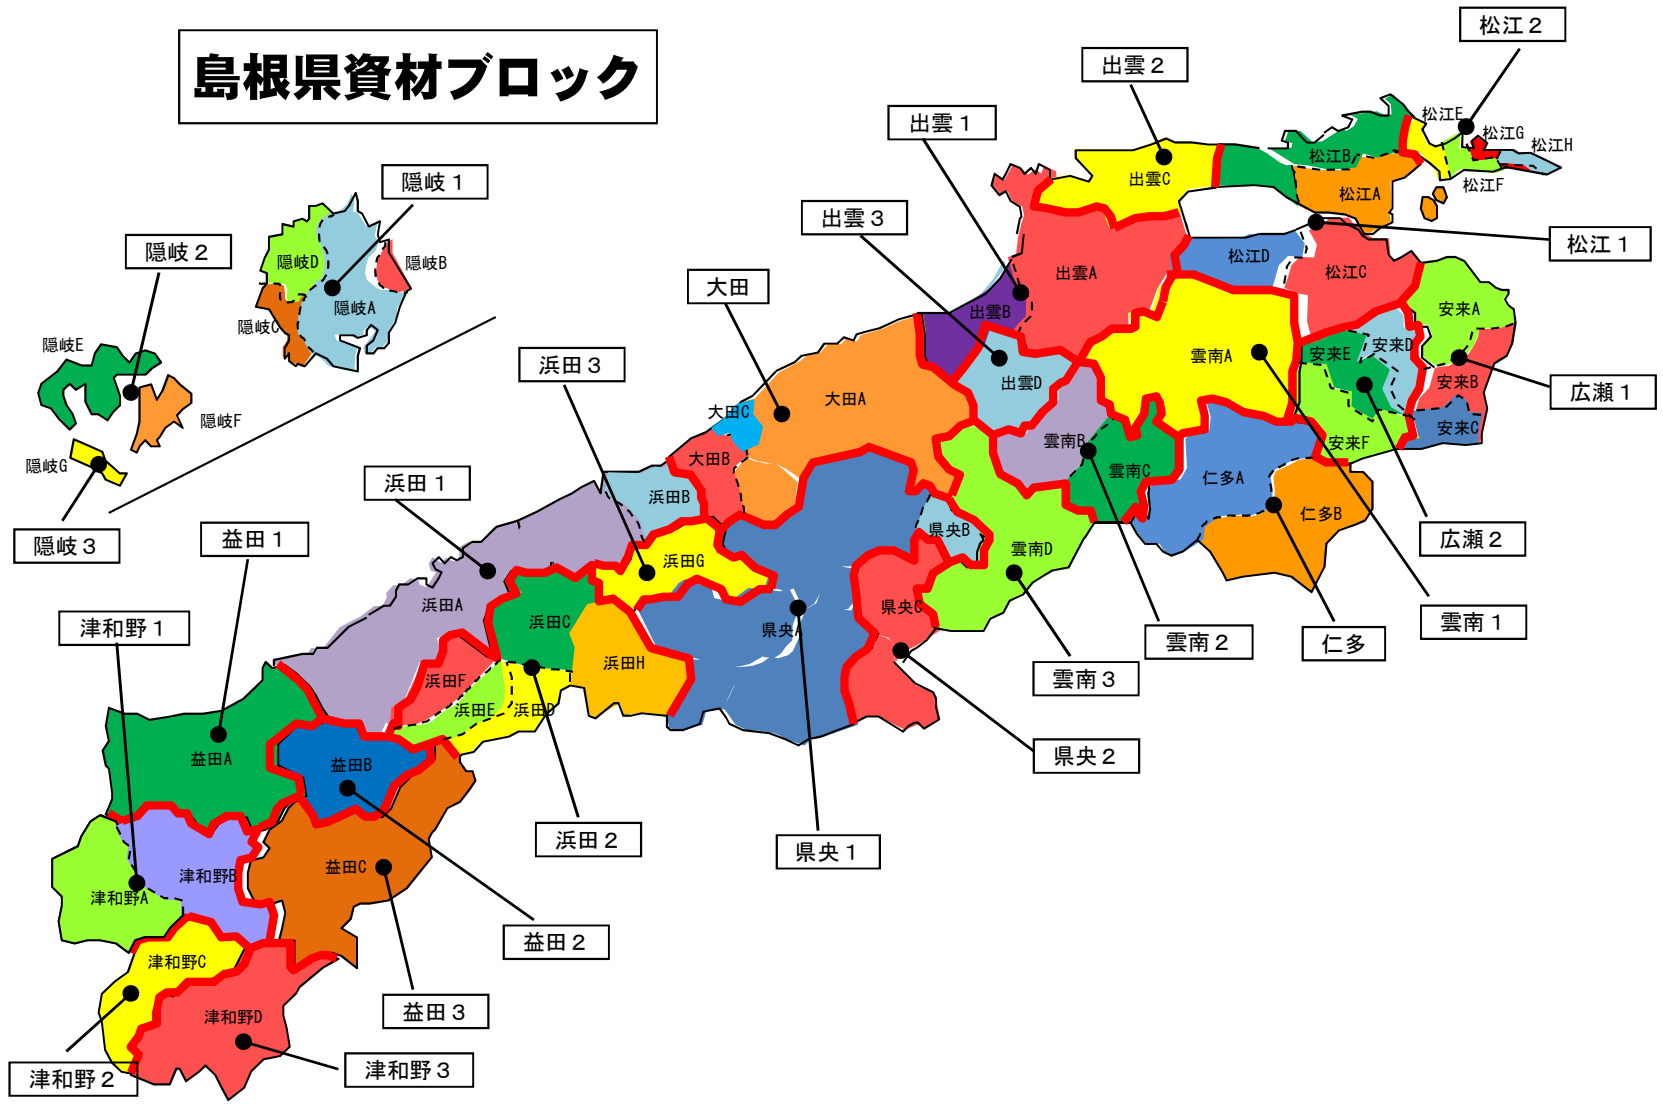 島根県資材ブロック
松江２
出雲２
出雲１
松江E
松江G
松江H
松江B
松江F
出雲C
松江A
隠岐１
出雲３
隠岐２
松江１
隠岐D
隠岐B
松江D
松江C
出雲A
大田
隠岐A
隠岐C
出雲B
安来A
隠岐E
浜田３
雲南A
安来E
安来D
出雲D
安来B
広瀬１
大田A
大田C
隠岐F
雲南B
安来C
安来F
大田B
隠岐G
雲南C
仁多A
浜田１
浜田B
仁多B
県央B
益田１
隠岐３
広瀬２
雲南D
浜田G
浜田A
県央C
浜田C
県央A
雲南１
津和野１
雲南２
仁多
浜田H
雲南３
浜田F
浜田E
浜田D
県央２
益田A
益田B
浜田２
県央１
益田C
津和野B
津和野A
益田２
津和野C
益田３
津和野D
津和野２
津和野３